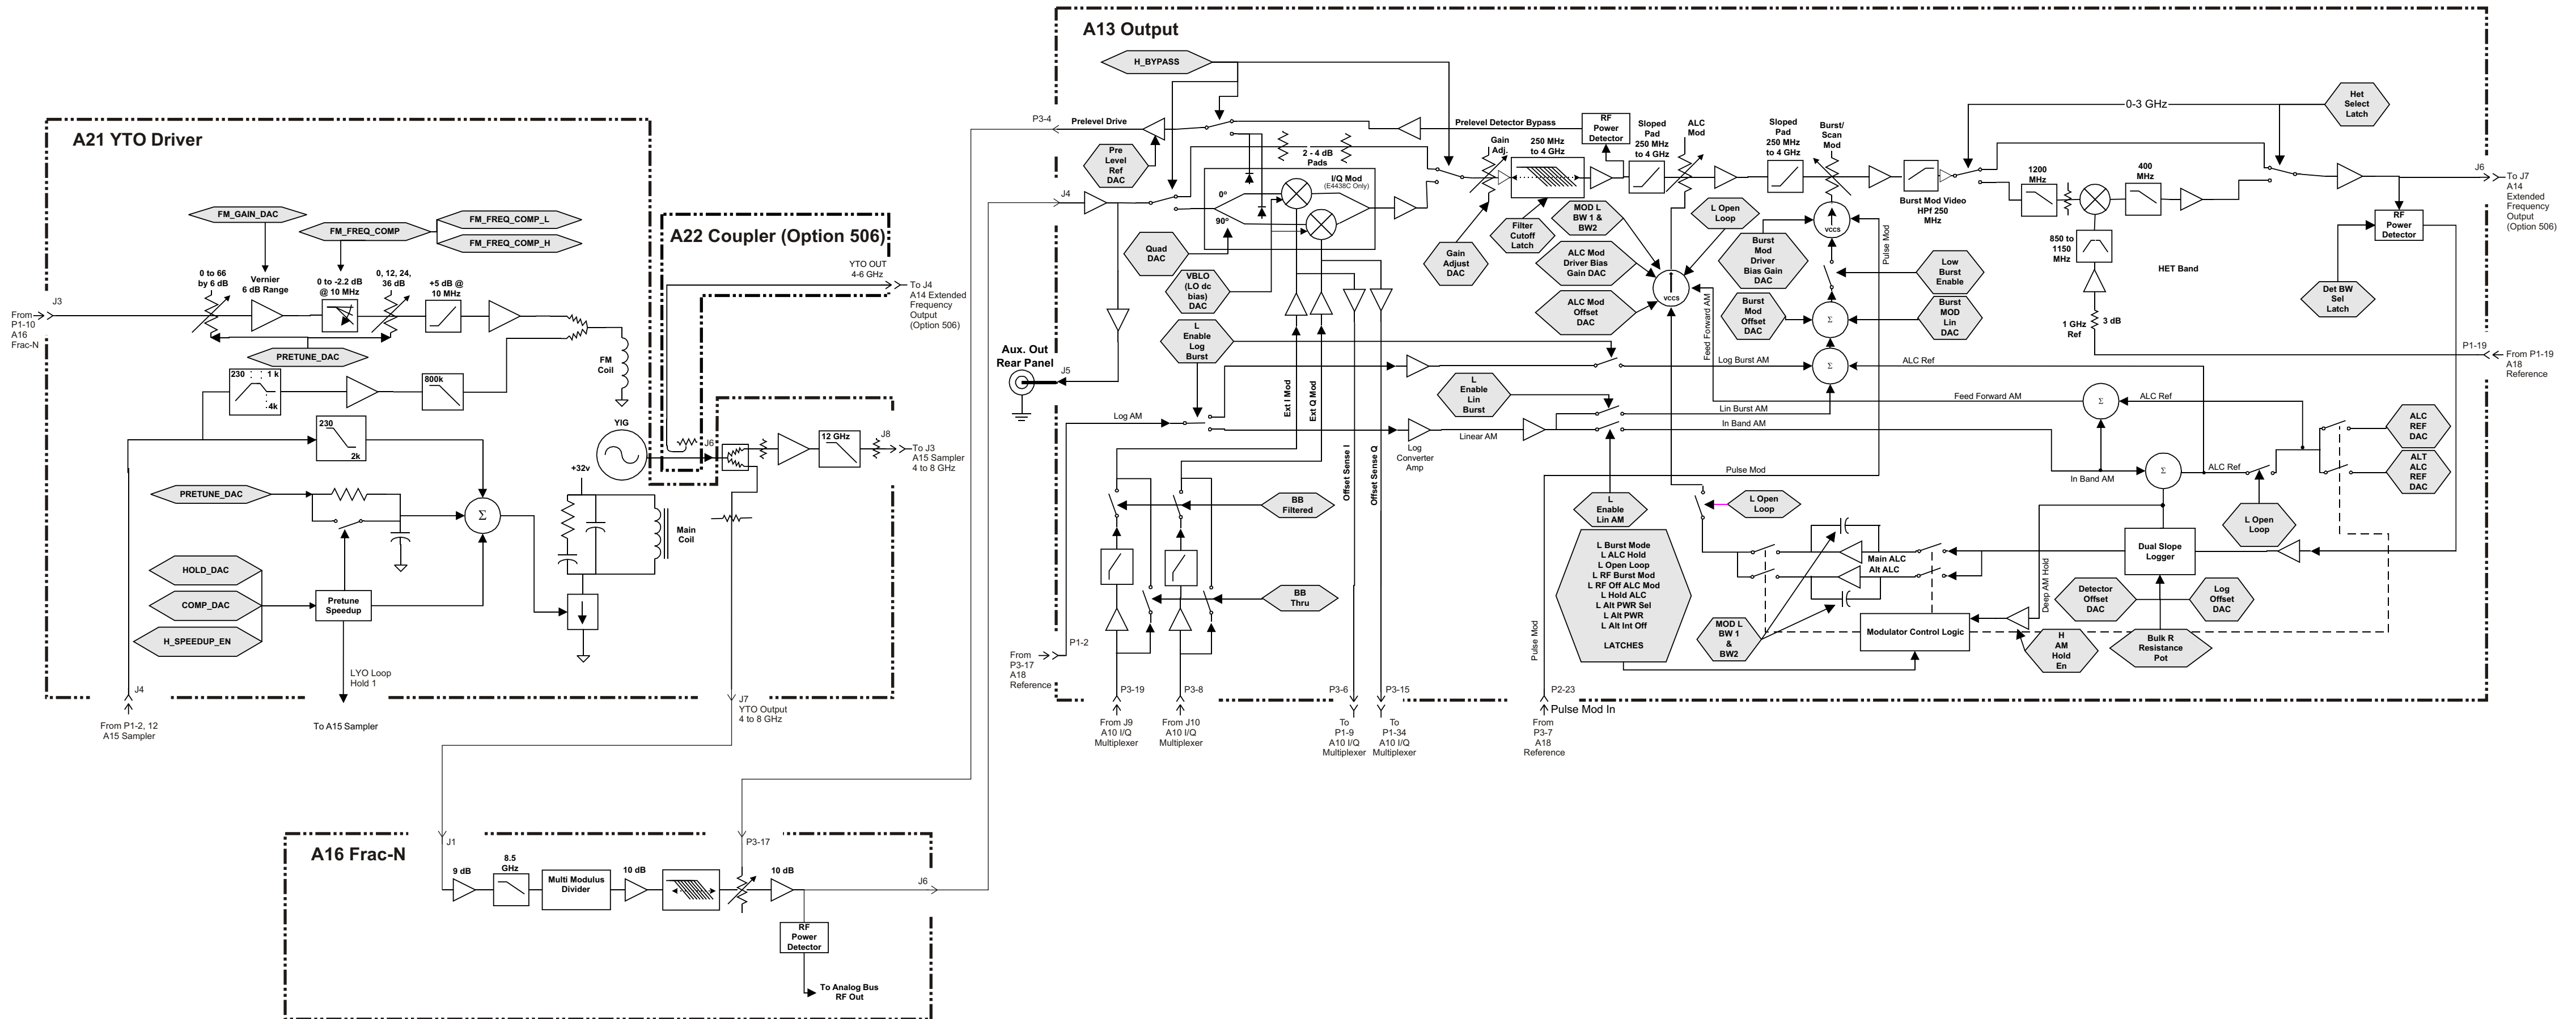 A21 YTO Driver
FM_GAIN_DAC
FM_FREQ_COMP
FM_FREQ_COMP_L
FM_FREQ_COMP_H
0 to 66
by 6 dB
Vernier
6 dB Range
0 to -2.2 dB
@ 10 MHz
0, 12, 24,
36 dB
+5 dB @
10 MHz
J3
From
P1-10
A16
Frac-N
PRETUNE_DAC
FM
Coil
230
1 k
4k
800k
230
2k
YIG
+32v
PRETUNE_DAC
Σ
Main
Coil
HOLD_DAC
COMP_DAC
H_SPEEDUP_EN
Pretune
Speedup
LYO Loop
Hold 1
J4
From P1-2, 12
A15 Sampler
To A15 Sampler
J7
YTO Output
4 to 8 GHz
J6
12 GHz
J8
To J3
A15 Sampler
4 to 8 GHz
A22 Coupler (Option 506)
YTO OUT
4-6 GHz
To J4
A14 Extended
Frequency
Output
(Option 506)
A16 Frac-N
J1
9 dB
8.5
GHz
Multi Modulus
Divider
10 dB
P3-17
10 dB
J6
RF
Power
Detector
To Analog Bus
RF Out
A13 Output
H_BYPASS
P3-4
Prelevel Drive
Pre
Level
Ref
DAC
J4
2 - 4 dB
Pads
0º
90º
I/Q Mod
(E4438C Only)
Prelevel Detector Bypass
RF
Power
Detector
Gain
Adj.
250 MHz
to 4 GHz
Sloped
Pad
250 MHz
to 4 GHz
ALC
Mod
Sloped
Pad
250 MHz
to 4 GHz
Burst/
Scan
Mod
Burst Mod Video
HPf 250
MHz
0-3 GHz
Het
Select
Latch
1200
MHz
400
MHz
850 to
1150
MHz
HET Band
1 GHz
Ref
3 dB
J6
To J7
A14
Extended
Frequency
Output
(Option 506)
RF
Power
Detector
Det BW
Sel
Latch
P1-19
From P1-19
A18
Reference
Quad
DAC
VBLO
(LO dc
bias)
DAC
L
Enable
Log
Burst
Gain
Adjust
DAC
Filter
Cutoff
Latch
MOD L
BW 1 &
BW2
ALC Mod
Driver Bias
Gain DAC
ALC Mod
Offset
DAC
L Open
Loop
VCCS
Burst
Mod
Driver
Bias Gain
DAC
Burst
Mod
Offset
DAC
VCCS
Pulse Mod
Low
Burst
Enable
Burst
MOD
Lin
DAC
Σ
Σ
Feed Forward AM
Aux. Out
Rear Panel
J5
Log AM
Ext I Mod
Ext Q Mod
Offset Sense I
Offset Sense Q
Log Burst AM
ALC Ref
L
Enable
Lin
Burst
Lin Burst AM
Linear AM
Log
Converter
Amp
In Band AM
Feed Forward AM
Σ
ALC Ref
ALC
REF
DAC
ALT
ALC
REF
DAC
In Band AM
Σ
ALC Ref
L Open
Loop
Pulse Mod
L
Enable
Lin AM
L Open
Loop
BB
Filtered
BB
Thru
L Burst Mode
L ALC Hold
L Open Loop
L RF Burst Mod
L RF Off ALC Mod
L Hold ALC
L Alt PWR Sel
L Alt PWR
L Alt Int Off
LATCHES
MOD L
BW 1
&
BW2
Main ALC
Alt ALC
Modulator Control Logic
Deep AM Hold
H
AM
Hold
En
Dual Slope
Logger
Detector
Offset
DAC
Log
Offset
DAC
Bulk R
Resistance
Pot
Pulse Mod
P1-2
From
P3-17
A18
Reference
P3-19
From J9
A10 I/Q
Multiplexer
P3-8
From J10
A10 I/Q
Multiplexer
P3-6
To
P1-9
A10 I/Q
Multiplexer
P3-15
To
P1-34
A10 I/Q
Multiplexer
P2-23
Pulse Mod In
From
P3-7
A18
Reference